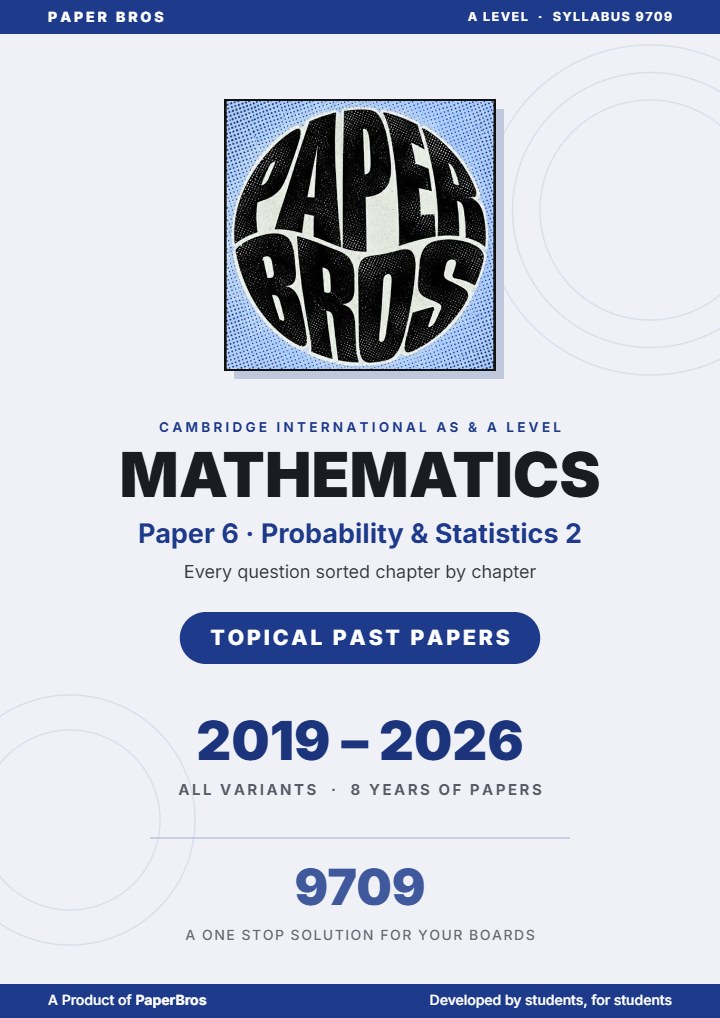 PAPER BROS
A LEVEL · SYLLABUS 9709
PAPER
BROS
CAMBRIDGE INTERNATIONAL AS & A LEVEL
MATHEMATICS
Paper 6 · Probability & Statistics 2
Every question sorted chapter by chapter
TOPICAL PAST PAPERS
2019 – 2026
ALL VARIANTS · 8 YEARS OF PAPERS
9709
A ONE STOP SOLUTION FOR YOUR BOARDS
A Product of PaperBros
Developed by students, for students